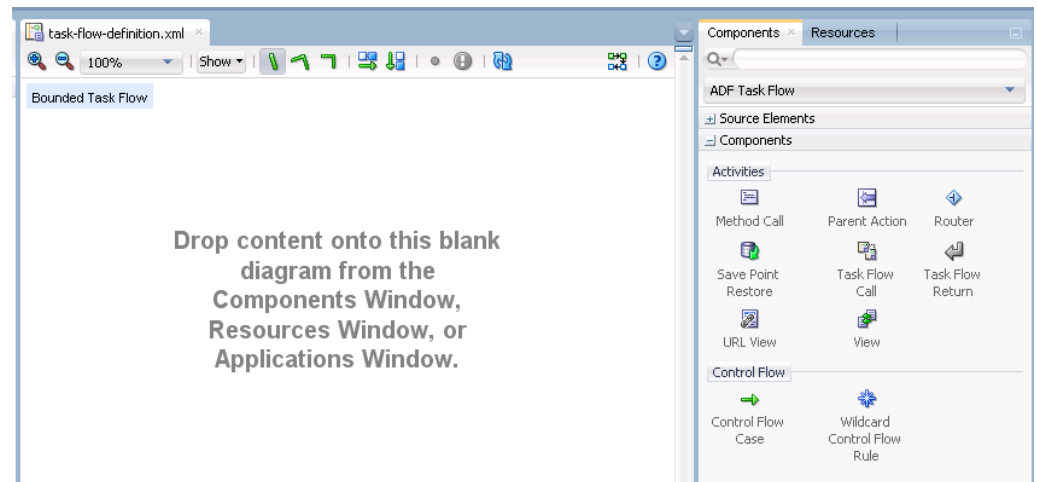 task-flow-definition.xml
100%
Show
Bounded Task Flow
Drop content onto this blank
diagram from the
Components Window,
Resources Window, or
Applications Window.
Components
Resources
ADF Task Flow
Source Elements
Components
Activities
Method Call
Parent Action
Router
Save Point
Restore
Task Flow
Call
Task Flow
Return
URL View
View
Control Flow
Control Flow
Case
Wildcard
Control Flow
Rule